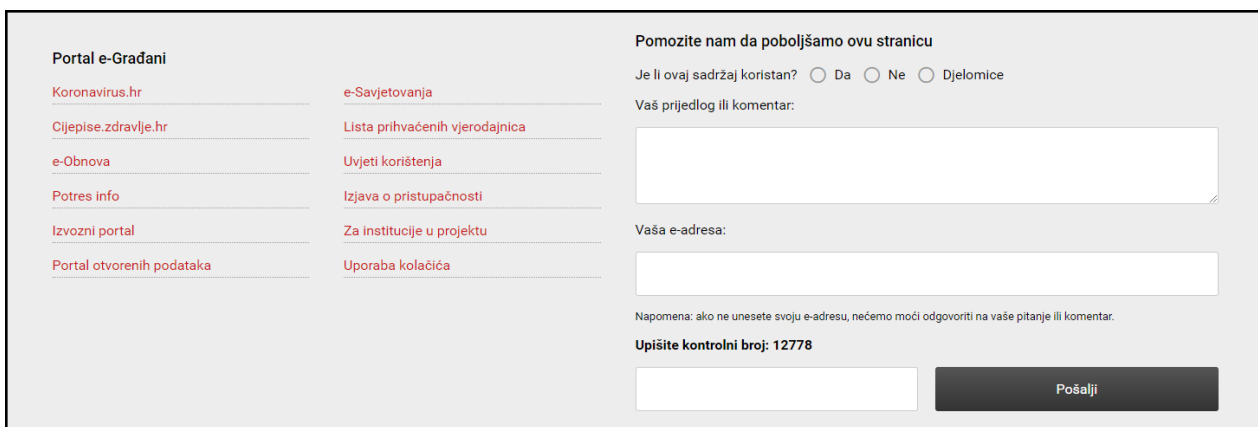 Portal e-Građani
Koronavirus.hr
Cijepise.zdravlje.hr
e-Obnova
Potres info
Izvozni portal
Portal otvorenih podataka
e-Savjetovanja
Lista prihvaćenih vjerodajnica
Uvjeti korištenja
Izjava o pristupačnosti
Za institucije u projektu
Uporaba kolačića
Pomozite nam da poboljšamo ovu stranicu
Je li ovaj sadržaj koristan? Da Ne Djelomice
Vaš prijedlog ili komentar:
Vaša e-adresa:
Napomena: ako ne unesete svoju e-adresu, nećemo moći odgovoriti na vaše pitanje ili komentar.
Upišite kontrolni broj: 12778
Pošalji